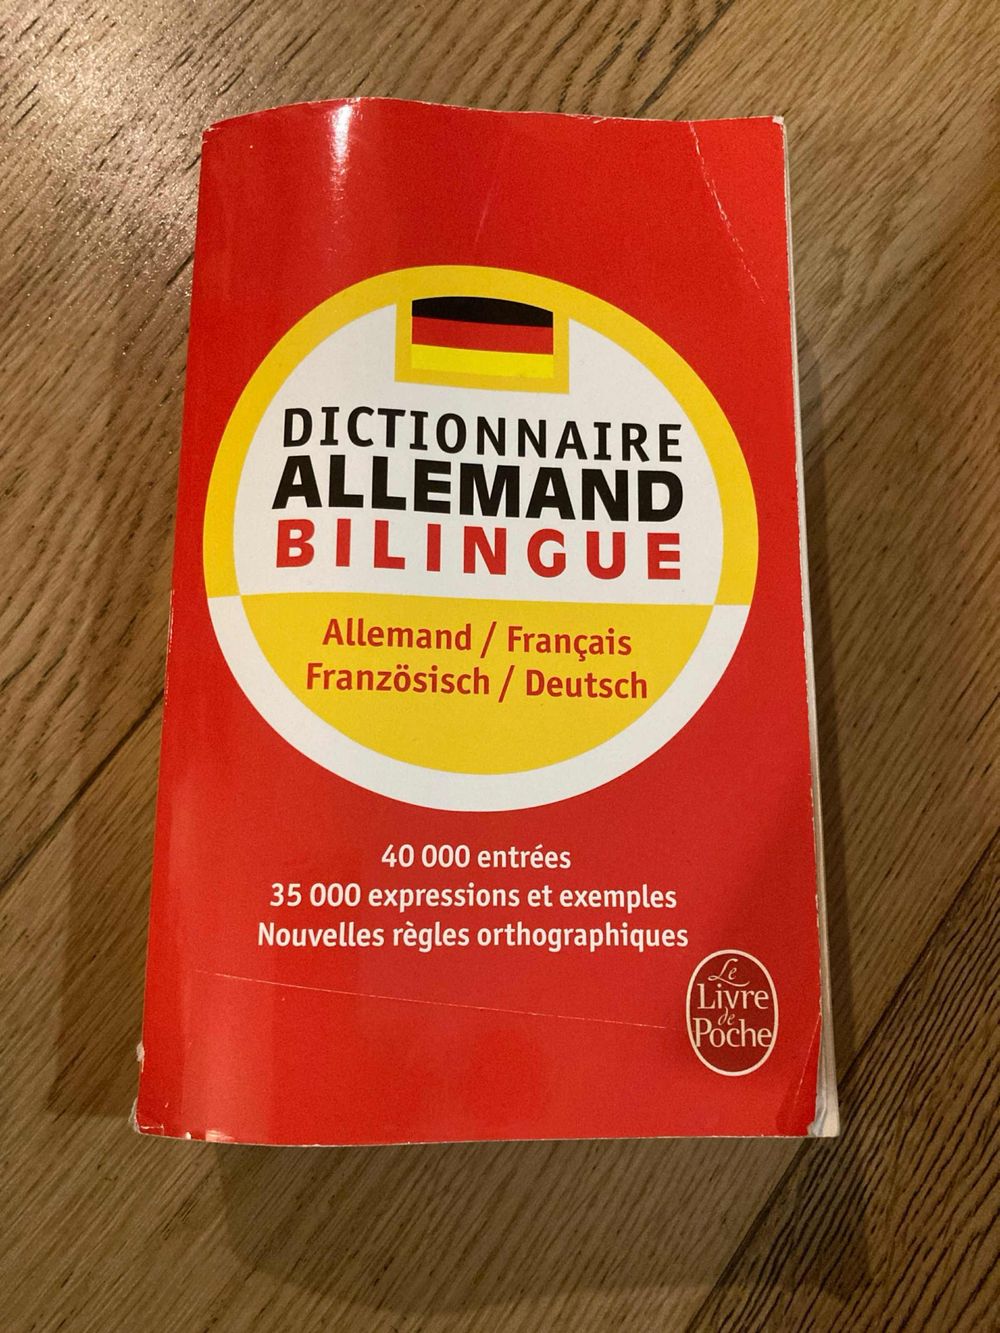 DICTIONNAIRE
ALLEMAND
BILINGUE
Allemand / Français
Französisch / Deutsch
40 000 entrées
35 000 expressions et exemples
Nouvelles règles orthographiques
Le
Livre
de
Poche